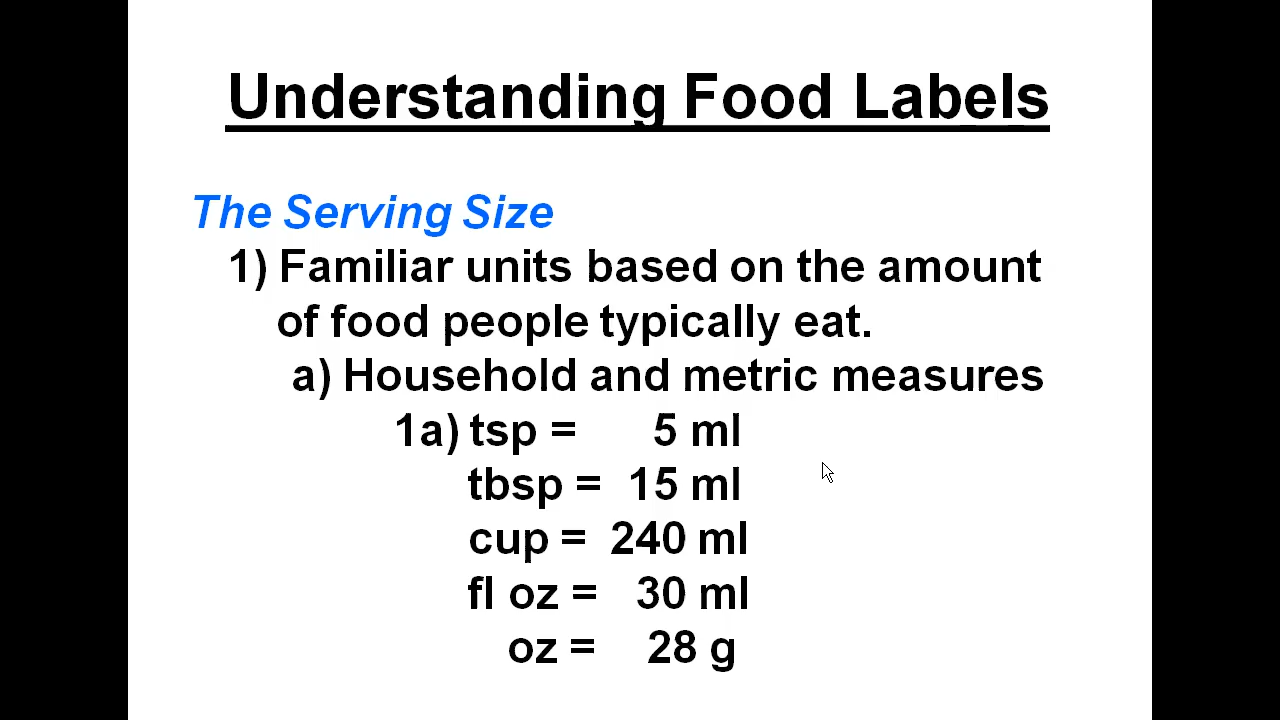 Understanding Food Labels
The Serving Size
1) Familiar units based on the amount
of food people typically eat.
a) Household and metric measures
1a) tsp = 5 ml
tbsp = 15 ml
cup = 240 ml
fl oz = 30 ml
oz = 28 g